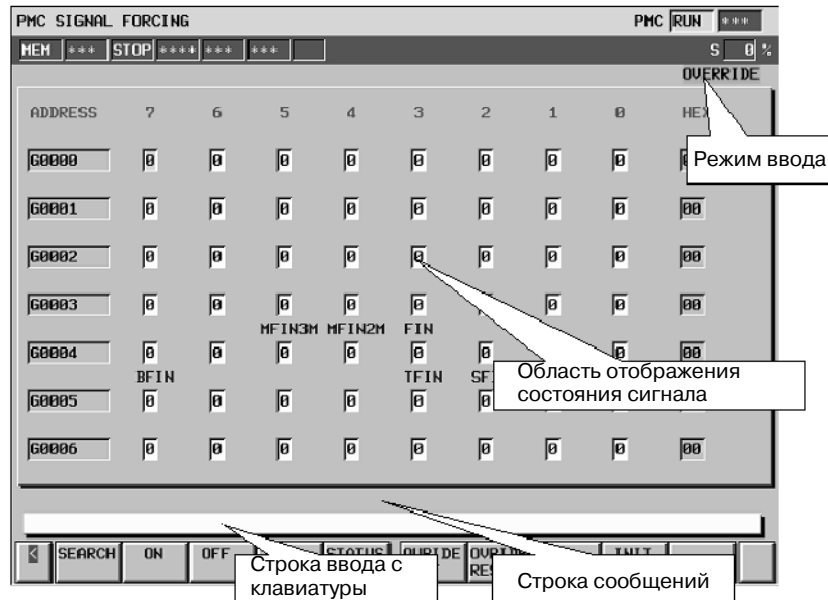 PMC SIGNAL FORCING PMC RUN ***
MEM *** STOP **** *** *** S 0 %
OVERRIDE
ADDRESS 7 6 5 4 3 2 1 0
Режим ввода
G0000 0 0 0 0 0 0 0 0
G0001 0 0 0 0 0 0 0 0 00
G0002 0 0 0 0 0 0 0 0 00
G0003 0 0 0 0 0 0 0 00
MFIN3M MFIN2M FIN
G0004 0 0 0 0 0 0 0 00
Область отображения
состояния сигнала
BFIN TFIN
G0005 0 0 0 0 0 0
G0006 0 0 0 0 0 0 0 0 00
< SEARCH ON OFF STATUS OVRIDE INIT
Строка ввода с
клавиатуры
Строка сообщений